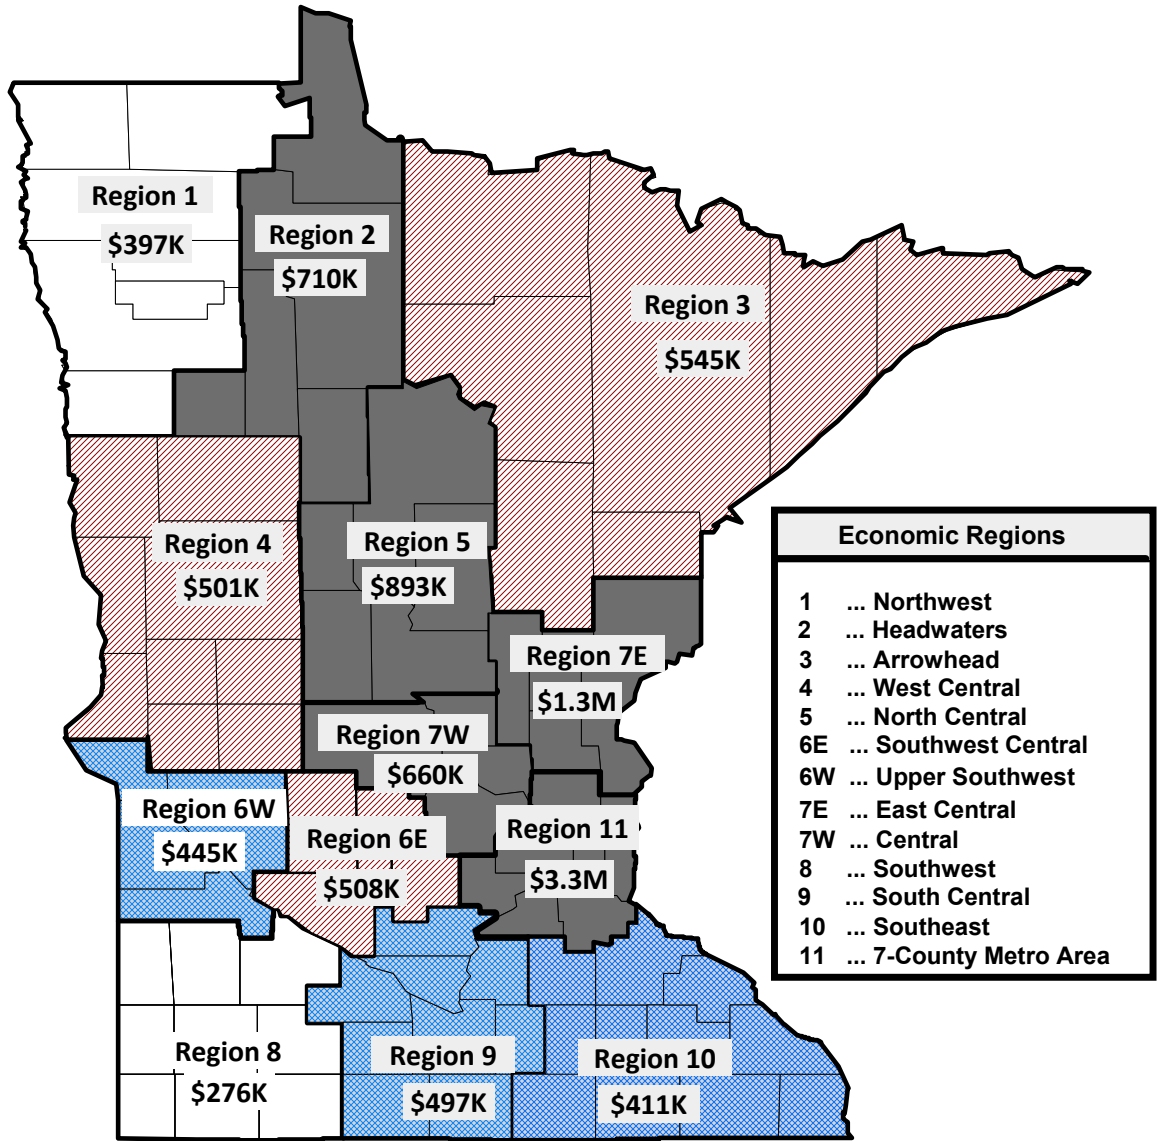 Region 1
$397K
Region 2
$710K
Region 3
$545K
Region 4
$501K
Region 5
$893K
Region 7E
$1.3M
Region 7W
$660K
Region 6W
$445K
Region 6E
$508K
Region 11
$3.3M
Region 8
$276K
Region 9
$497K
Region 10
$411K
Economic Regions
1 ... Northwest
2 ... Headwaters
3 ... Arrowhead
4 ... West Central
5 ... North Central
6E ... Southwest Central
6W ... Upper Southwest
7E ... East Central
7W ... Central
8 ... Southwest
9 ... South Central
10 ... Southeast
11 ... 7-County Metro Area